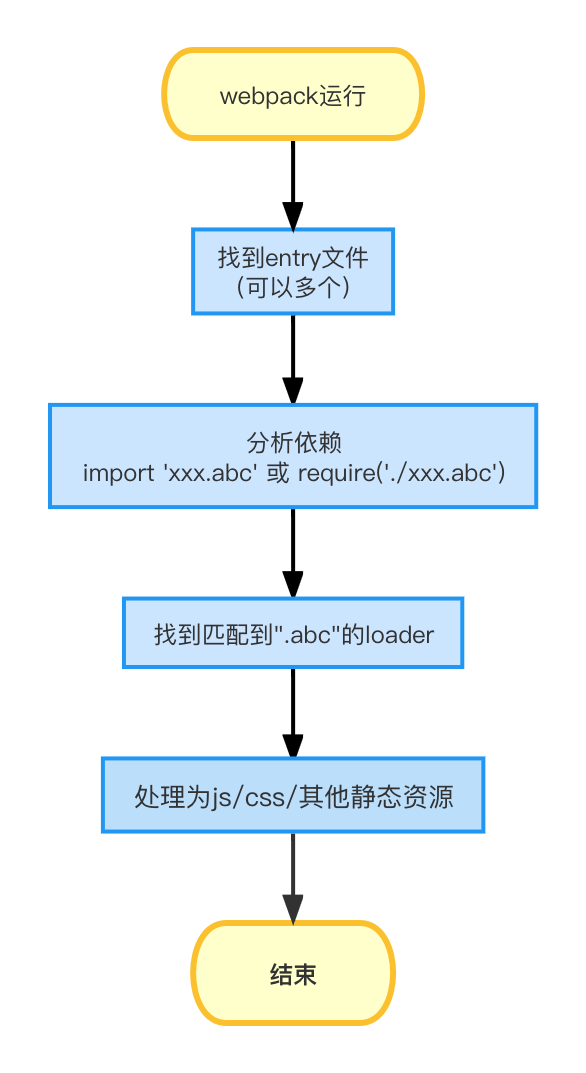 webpack运行
找到entry文件
（可以多个）
分析依赖
import 'xxx.abc' 或 require('./xxx.abc')
找到匹配到".abc"的loader
处理为js/css/其他静态资源
结束